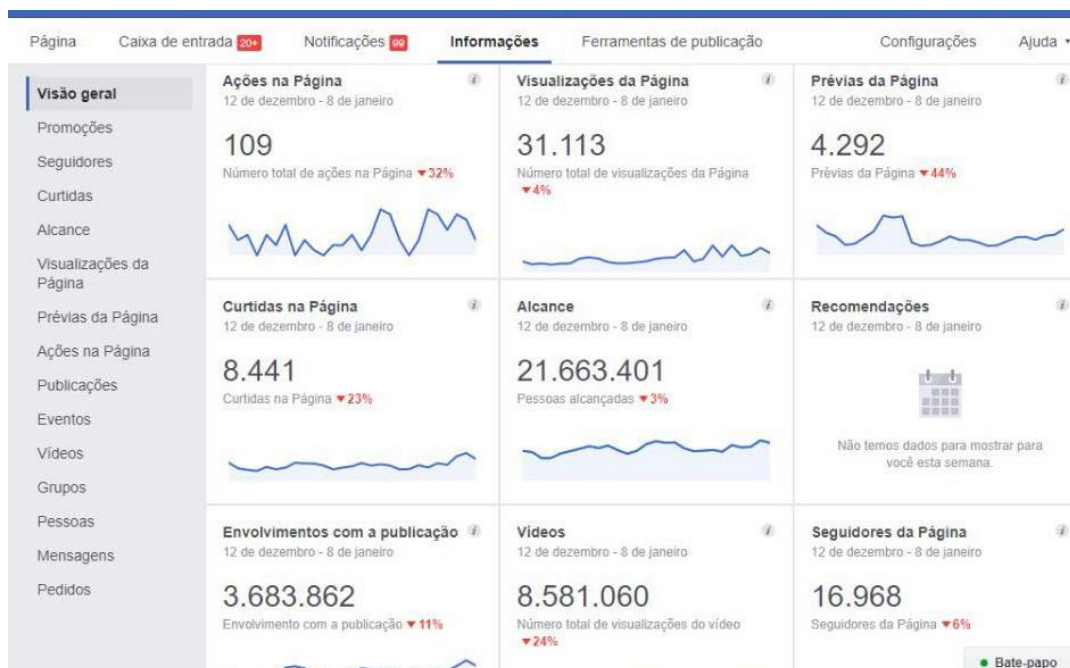 Página Caixa de entrada 20+ Notificações 99 Informações Ferramentas de publicação Configurações Ajuda
Visão geral
Promoções
Seguidores
Curtidas
Alcance
Visualizações da
Página
Prévias da Página
Ações na Página
Publicações
Eventos
Vídeos
Grupos
Pessoas
Mensagens
Pedidos
Ações na Página
12 de dezembro - 8 de janeiro
109
Número total de ações na Página ▼32%
Visualizações da Página
12 de dezembro - 8 de janeiro
31.113
Número total de visualizações da Página
▼4%
Prévias da Página
12 de dezembro - 8 de janeiro
4.292
Prévias da Página ▼44%
Curtidas na Página
12 de dezembro - 8 de janeiro
8.441
Curtidas na Página ▼23%
Alcance
12 de dezembro - 8 de janeiro
21.663.401
Pessoas alcançadas ▼3%
Recomendações
12 de dezembro - 8 de janeiro
Não temos dados para mostrar para
você esta semana.
Envolvimentos com a publicação
12 de dezembro - 8 de janeiro
3.683.862
Envolvimento com a publicação ▼11%
Vídeos
12 de dezembro - 8 de janeiro
8.581.060
Número total de visualizações do vídeo
▼24%
Seguidores da Página
12 de dezembro - 8 de janeiro
16.968
Seguidores da Página ▼6%
Bate-papo